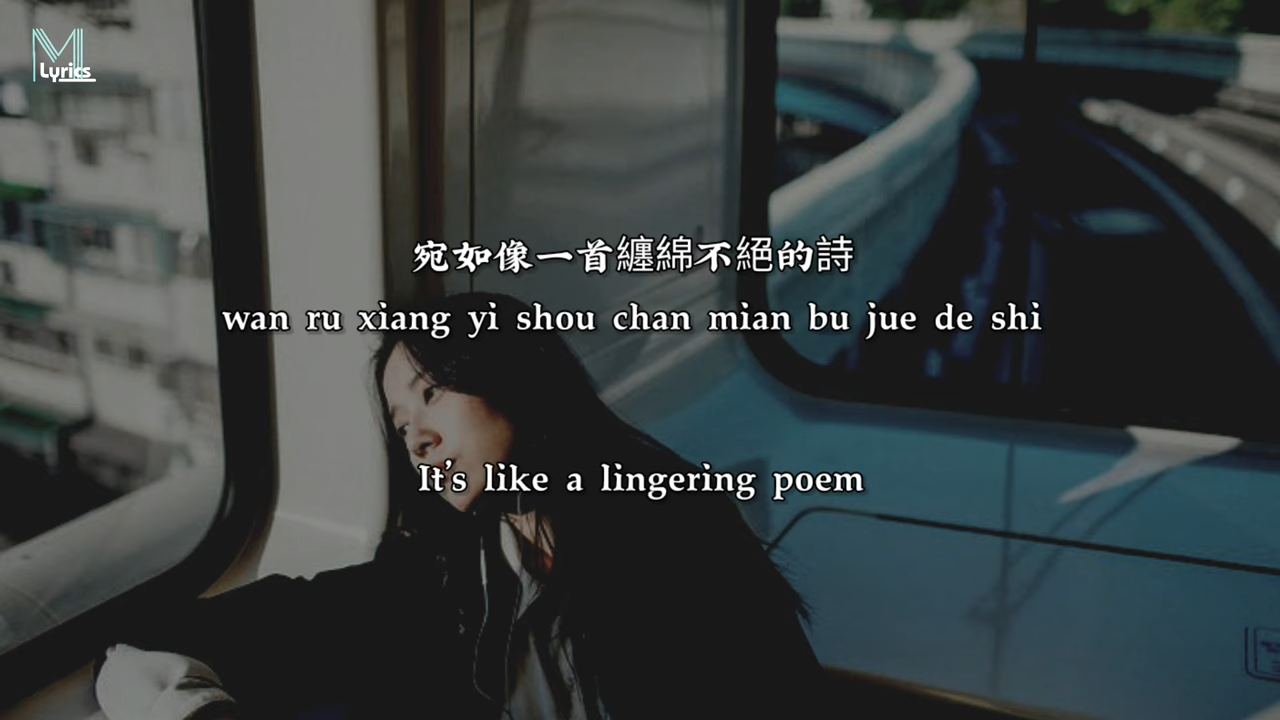 M
Lyrics
宛如像一首纏綿不絕的詩
wan ru xiang yi shou chan mian bu jue de shi
It's like a lingering poem